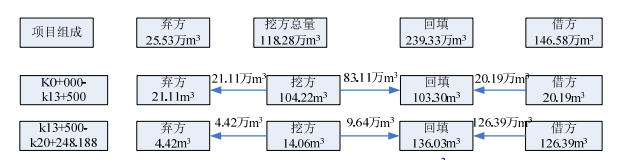 项目组成
弃方
25.53万m³
挖方总量
118.28万m³
回填
239.33万m³
借方
146.58万m³
K0+000-
k13+500
弃方
21.11m³
21.11万m³
挖方
104.22m³
83.11万m³
回填
103.30m³
20.19万m³
借方
20.19m³
k13+500-
k20+248.188
弃方
4.42m³
4.42万m³
挖方
14.06m³
9.64万m³
回填
136.03m³
126.39万m³
借方
126.39m³